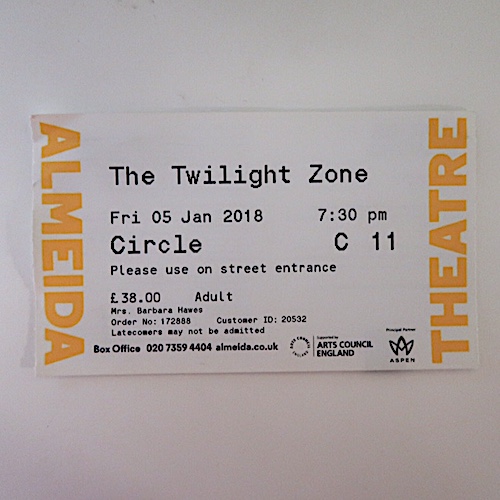 ALMEIDA
The Twilight Zone
Fri 05 Jan 2018 7:30 pm
Circle C 11
Please use on street entrance
£38.00 Adult
Mrs. Barbara Hawes
Order No: 172888 Customer ID: 20532
Latecomers may not be admitted
Box Office 020 7359 4404 almeida.co.uk
Supported by
ARTS COUNCIL
ENGLAND
Principal Partner
ASPEN
THEATRE